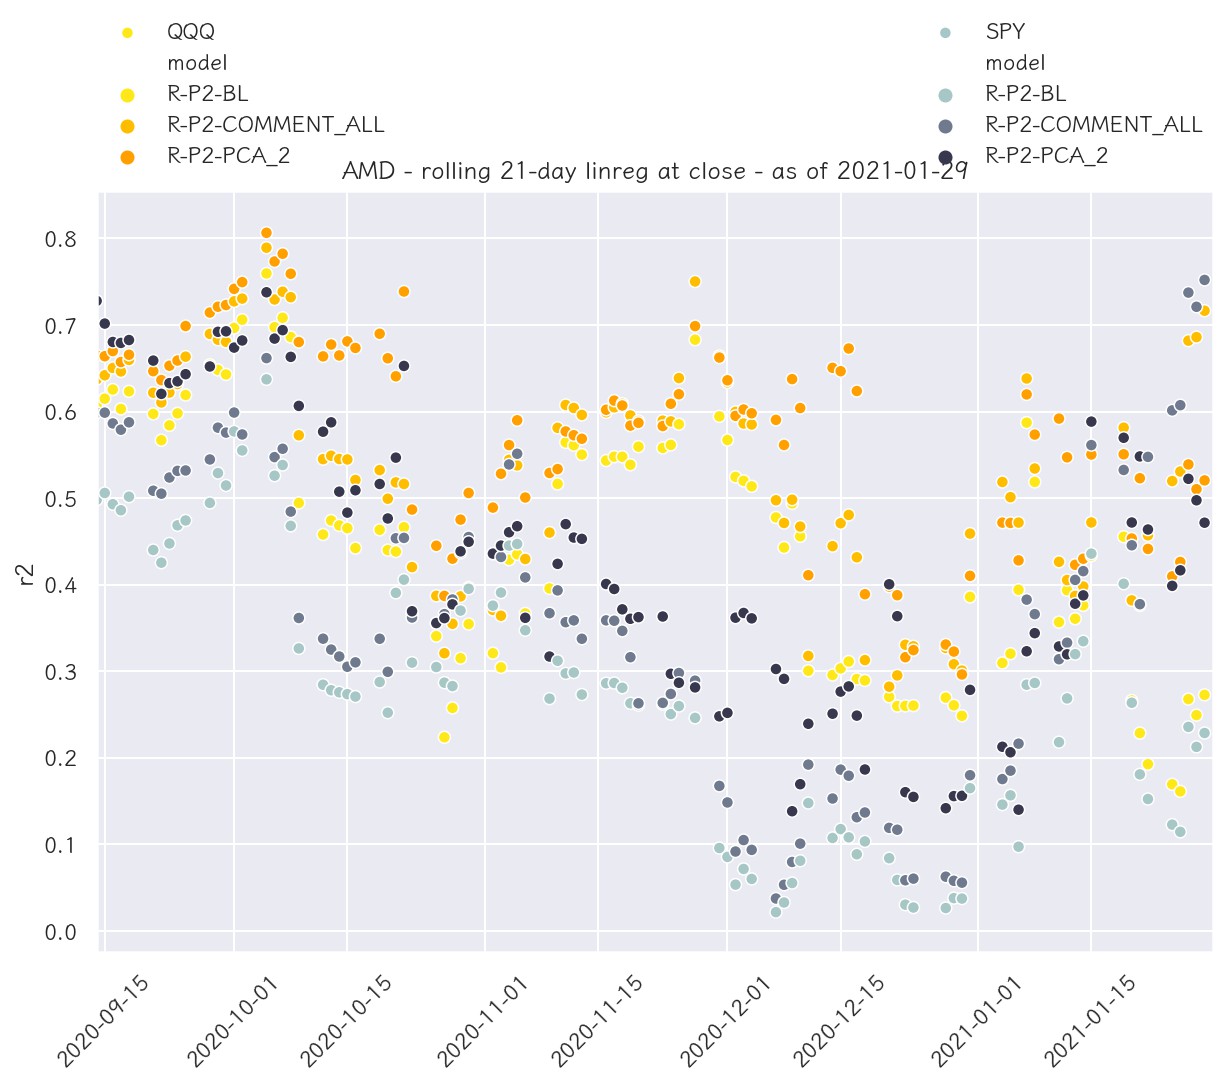 QQQ
model
R-P2-BL
R-P2-COMMENT_ALL
R-P2-PCA_2
SPY
model
R-P2-BL
R-P2-COMMENT_ALL
R-P2-PCA_2
AMD - rolling 21-day linreg at close - as of 2021-01-29
r2
0.8
0.7
0.6
0.5
0.4
0.3
0.2
0.1
0.0
2020-09-15
2020-10-01
2020-10-15
2020-11-01
2020-11-15
2020-12-01
2020-12-15
2021-01-01
2021-01-15